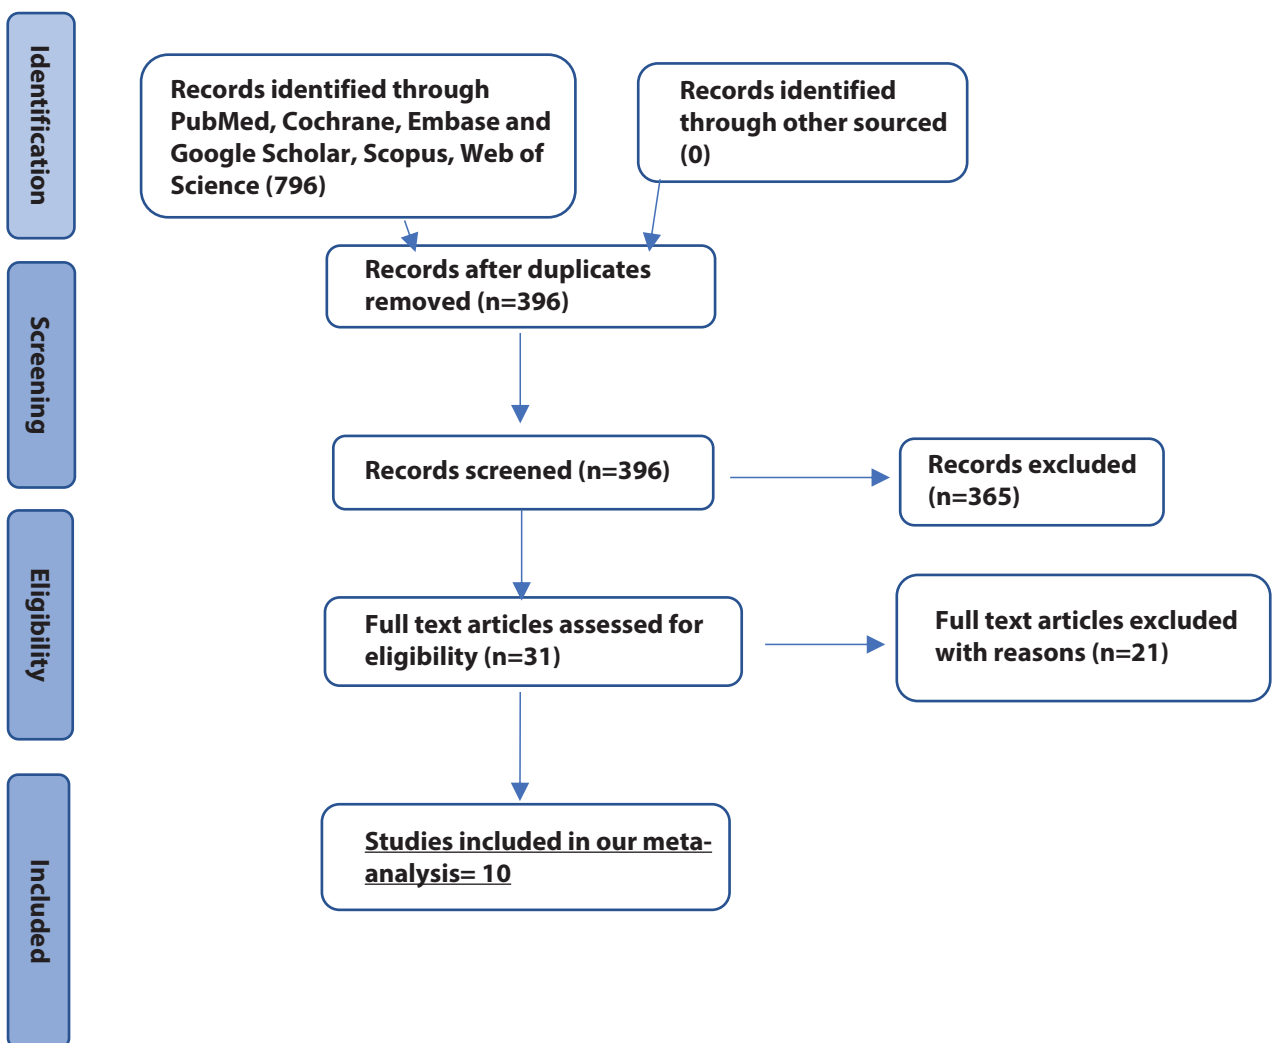 Identification
Records identified through
PubMed, Cochrane, Embase and
Google Scholar, Scopus, Web of
Science (796)
Records identified
through other sourced
(0)
Screening
Records after duplicates
removed (n=396)
Records screened (n=396)
Records excluded
(n=365)
Eligibility
Full text articles assessed for
eligibility (n=31)
Full text articles excluded
with reasons (n=21)
Included
Studies included in our meta-
analysis= 10